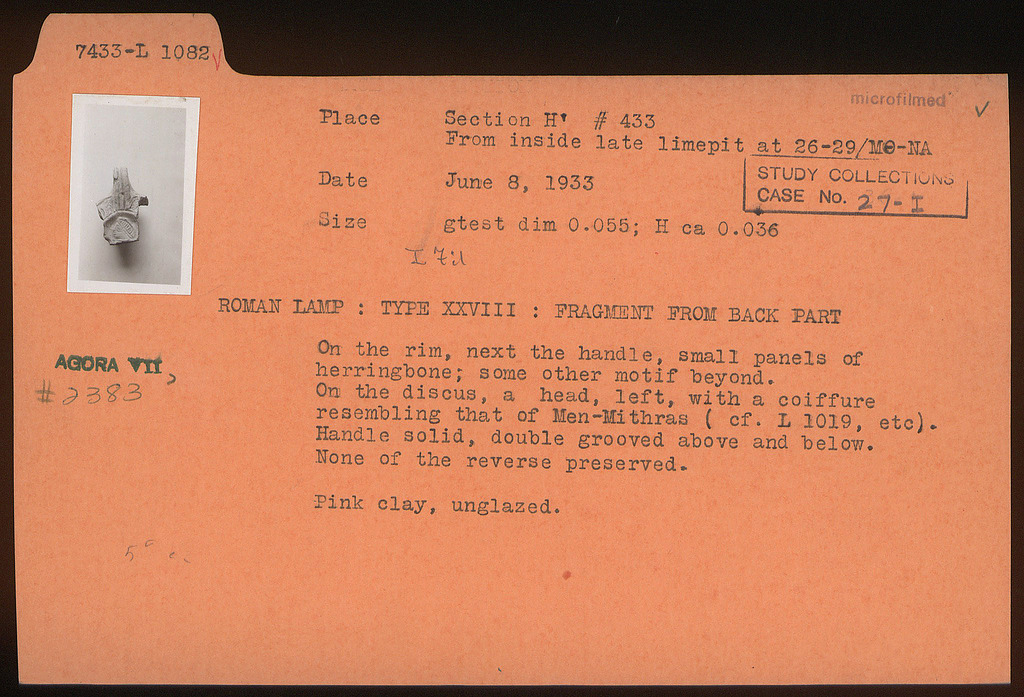 7433-L 1082
microfilmed
Place Section H' # 433
From inside late limepit at 26-29/ΜΘ-ΝΑ
STUDY COLLECTIONS
CASE No. 27-I
Date June 8, 1933
Size gtest dim 0.055; H ca 0.036
ROMAN LAMP : TYPE XXVIII : FRAGMENT FROM BACK PART
AGORA VII,
#2383
On the rim, next the handle, small panels of
herringbone; some other motif beyond.
On the discus, a head, left, with a coiffure
resembling that of Men-Mithras ( cf. L 1019, etc).
Handle solid, double grooved above and below.
None of the reverse preserved.
Pink clay, unglazed.